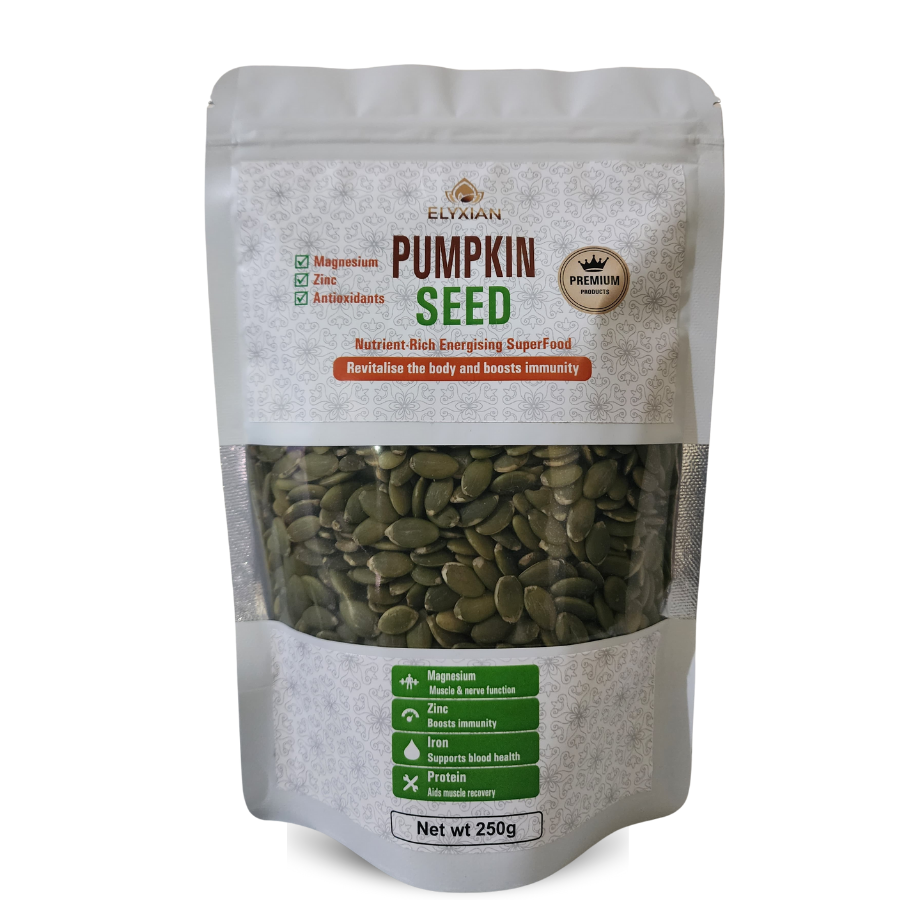 ELYXIAN
PUMPKIN
SEED
Magnesium
Zinc
Antioxidants
PREMIUM
PRODUCTS
Nutrient-Rich Energising SuperFood
Revitalise the body and boosts immunity
Magnesium
Muscle & nerve function
Zinc
Boosts immunity
Iron
Supports blood health
Protein
Aids muscle recovery
Net wt 250g